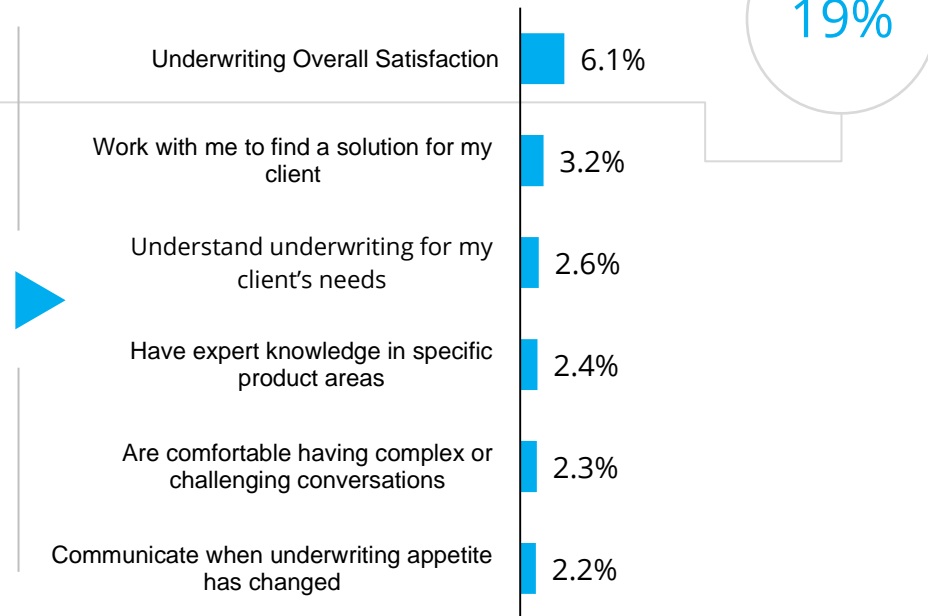 19%
Underwriting Overall Satisfaction
6.1%
Work with me to find a solution for my
client
3.2%
Understand underwriting for my
client’s needs
2.6%
Have expert knowledge in specific
product areas
2.4%
Are comfortable having complex or
challenging conversations
2.3%
Communicate when underwriting appetite
has changed
2.2%